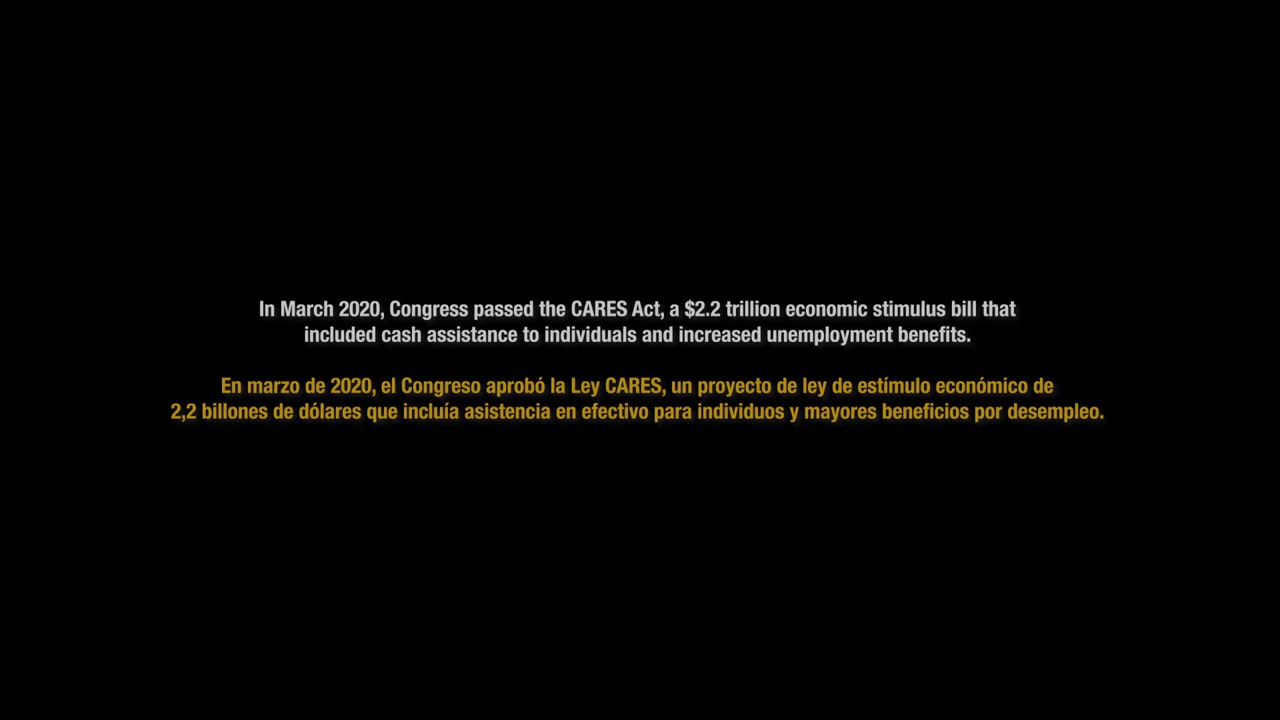 In March 2020, Congress passed the CARES Act, a $2.2 trillion economic stimulus bill that
included cash assistance to individuals and increased unemployment benefits.
En marzo de 2020, el Congreso aprobó la Ley CARES, un proyecto de ley de estímulo económico de
2,2 billones de dólares que incluía asistencia en efectivo para individuos y mayores beneficios por desempleo.